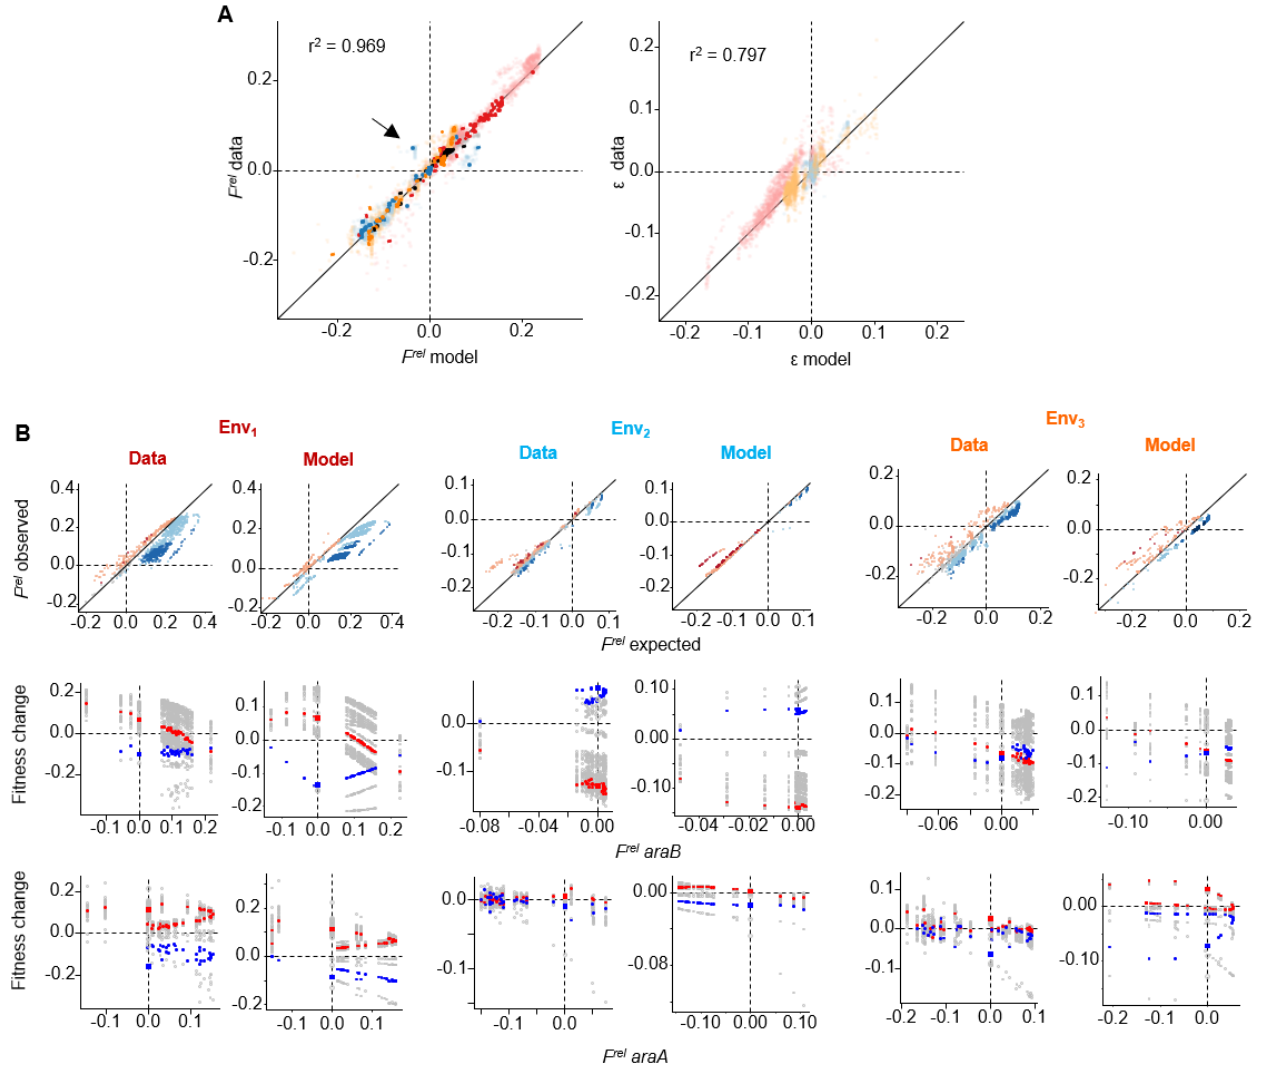 A
r² = 0.969
0.2
0.0
-0.2
F^rel data
-0.2
0.0
0.2
F^rel model
r² = 0.797
0.2
0.1
0.0
-0.1
-0.2
ε data
-0.2
-0.1
0.0
0.1
0.2
ε model
B
Env₁
Env₂
Env₃
Data
Model
Data
Model
Data
Model
F^rel observed
0.4
0.2
0.0
-0.2
-0.2 0.0 0.2 0.4
0.4
0.2
0.0
-0.2
-0.2 0.0 0.2 0.4
0.1
0.0
-0.1
-0.2
-0.2 -0.1 0.0 0.1
0.1
0.0
-0.1
-0.2
-0.2 -0.1 0.0 0.1
0.2
0.0
-0.2
-0.2 0.0 0.2
0.2
0.0
-0.2
-0.2 0.0 0.2
F^rel expected
Fitness change
0.2
0.0
-0.2
-0.1 0.0 0.1 0.2
0.1
0.0
-0.1
-0.2
-0.1 0.0 0.1 0.2
0.0
-0.1
-0.08 -0.04 0.00
0.10
0.00
-0.10
-0.04 -0.02 0.00
0.1
0.0
-0.1
-0.2
-0.06 0.00
0.1
0.0
-0.1
-0.2
-0.10 0.00
F^rel araB
Fitness change
0.2
0.0
-0.2
-0.1 0.0 0.1
0.2
0.0
-0.2
-0.1 0.0 0.1
0.0
-0.1
-0.1 0.0
0.00
-0.08
-0.10 0.00 0.10
0.1
0.0
-0.1
-0.2 -0.1 0.0 0.1
0.00
-0.10
-0.2 -0.1 0.0
F^rel araA